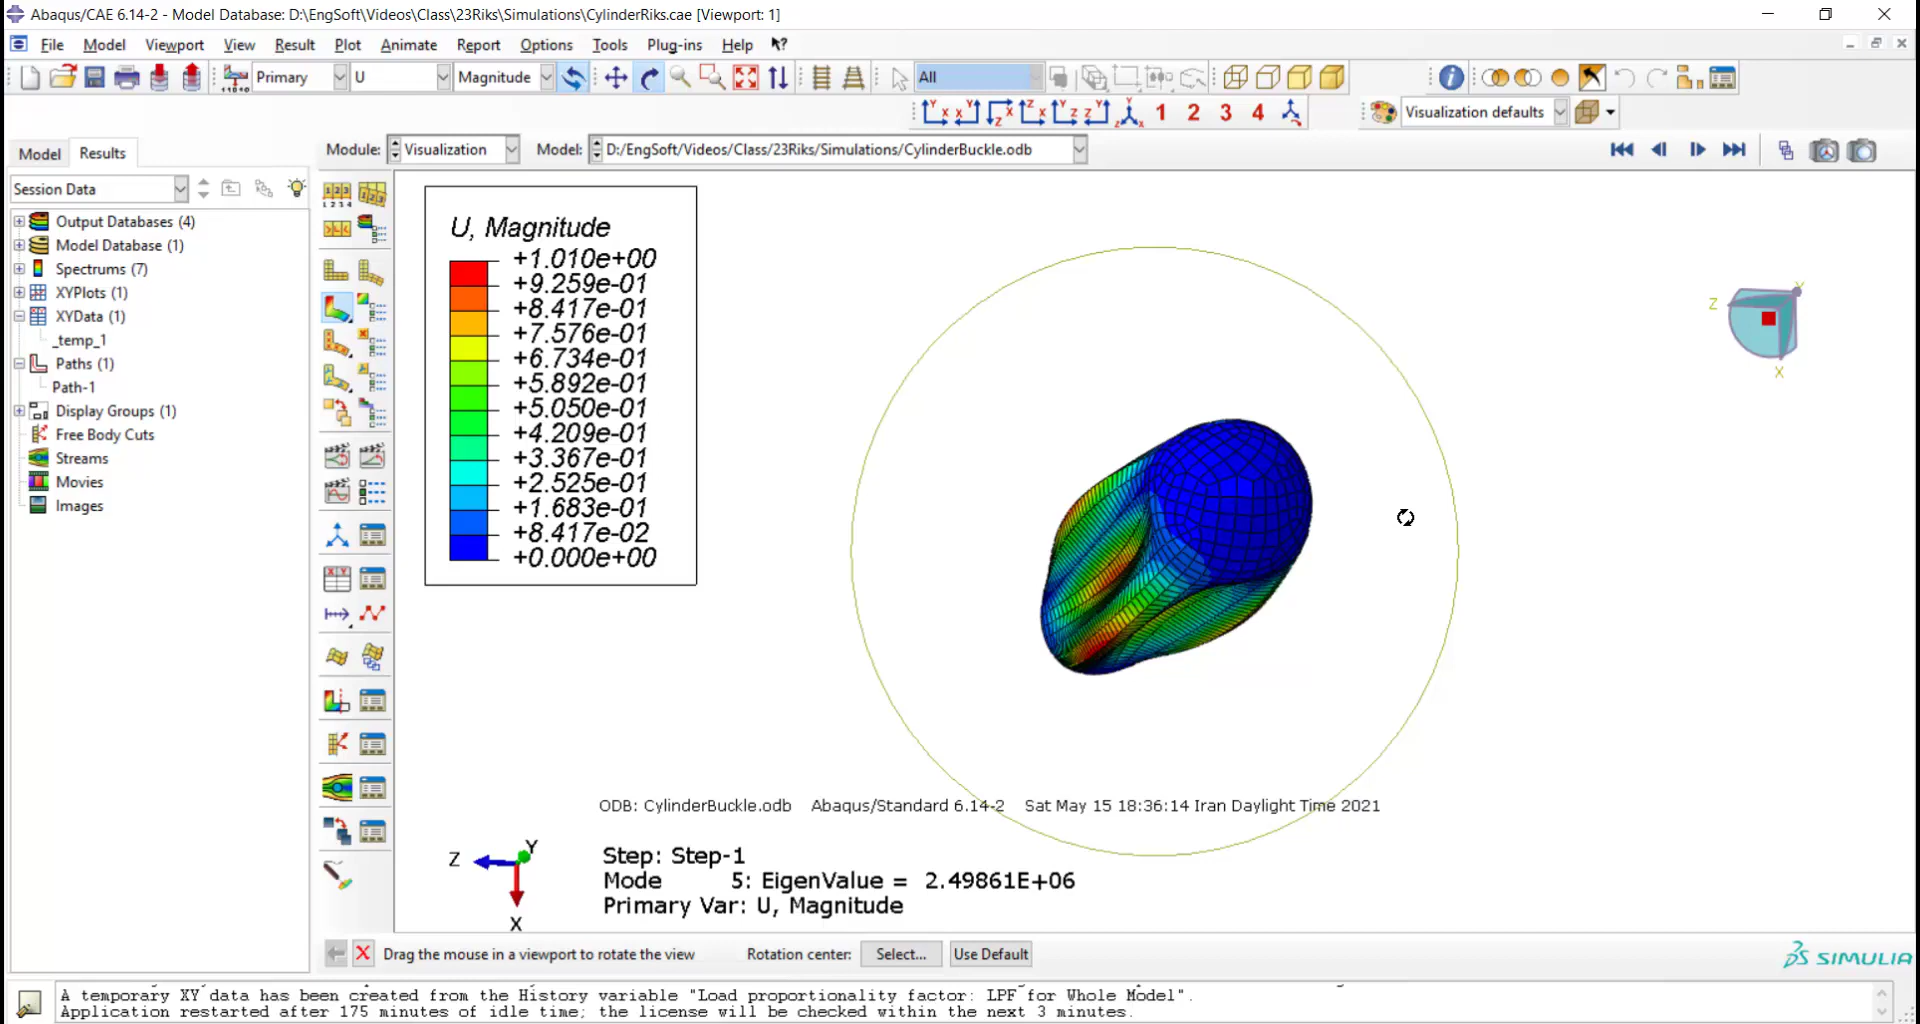 Abaqus/CAE 6.14-2 - Model Database: D:\EngSoft\Videos\Class\23Riks\Simulations\CylinderRiks.cae [Viewport: 1]
File Model Viewport View Result Plot Animate Report Options Tools Plug-ins Help ?
Primary U Magnitude All
1 2 3 4 Visualization defaults
Model Results Module: Visualization Model: D:/EngSoft/Videos/Class/23Riks/Simulations/CylinderBuckle.odb
Session Data
Output Databases (4)
Model Database (1)
Spectrums (7)
XYPlots (1)
XYData (1)
_temp_1
Paths (1)
Path-1
Display Groups (1)
Free Body Cuts
Streams
Movies
Images
U, Magnitude
+1.010e+00
+9.259e-01
+8.417e-01
+7.576e-01
+6.734e-01
+5.892e-01
+5.050e-01
+4.209e-01
+3.367e-01
+2.525e-01
+1.683e-01
+8.417e-02
+0.000e+00
Y
Z
X
ODB: CylinderBuckle.odb Abaqus/Standard 6.14-2 Sat May 15 18:36:14 Iran Daylight Time 2021
Y
Z
X
Step: Step-1
Mode 5: EigenValue = 2.49861E+06
Primary Var: U, Magnitude
Drag the mouse in a viewport to rotate the view Rotation center: Select... Use Default
SIMULIA
A temporary XY data has been created from the History variable "Load proportionality factor: LPF for Whole Model".
Application restarted after 175 minutes of idle time; the license will be checked within the next 3 minutes.